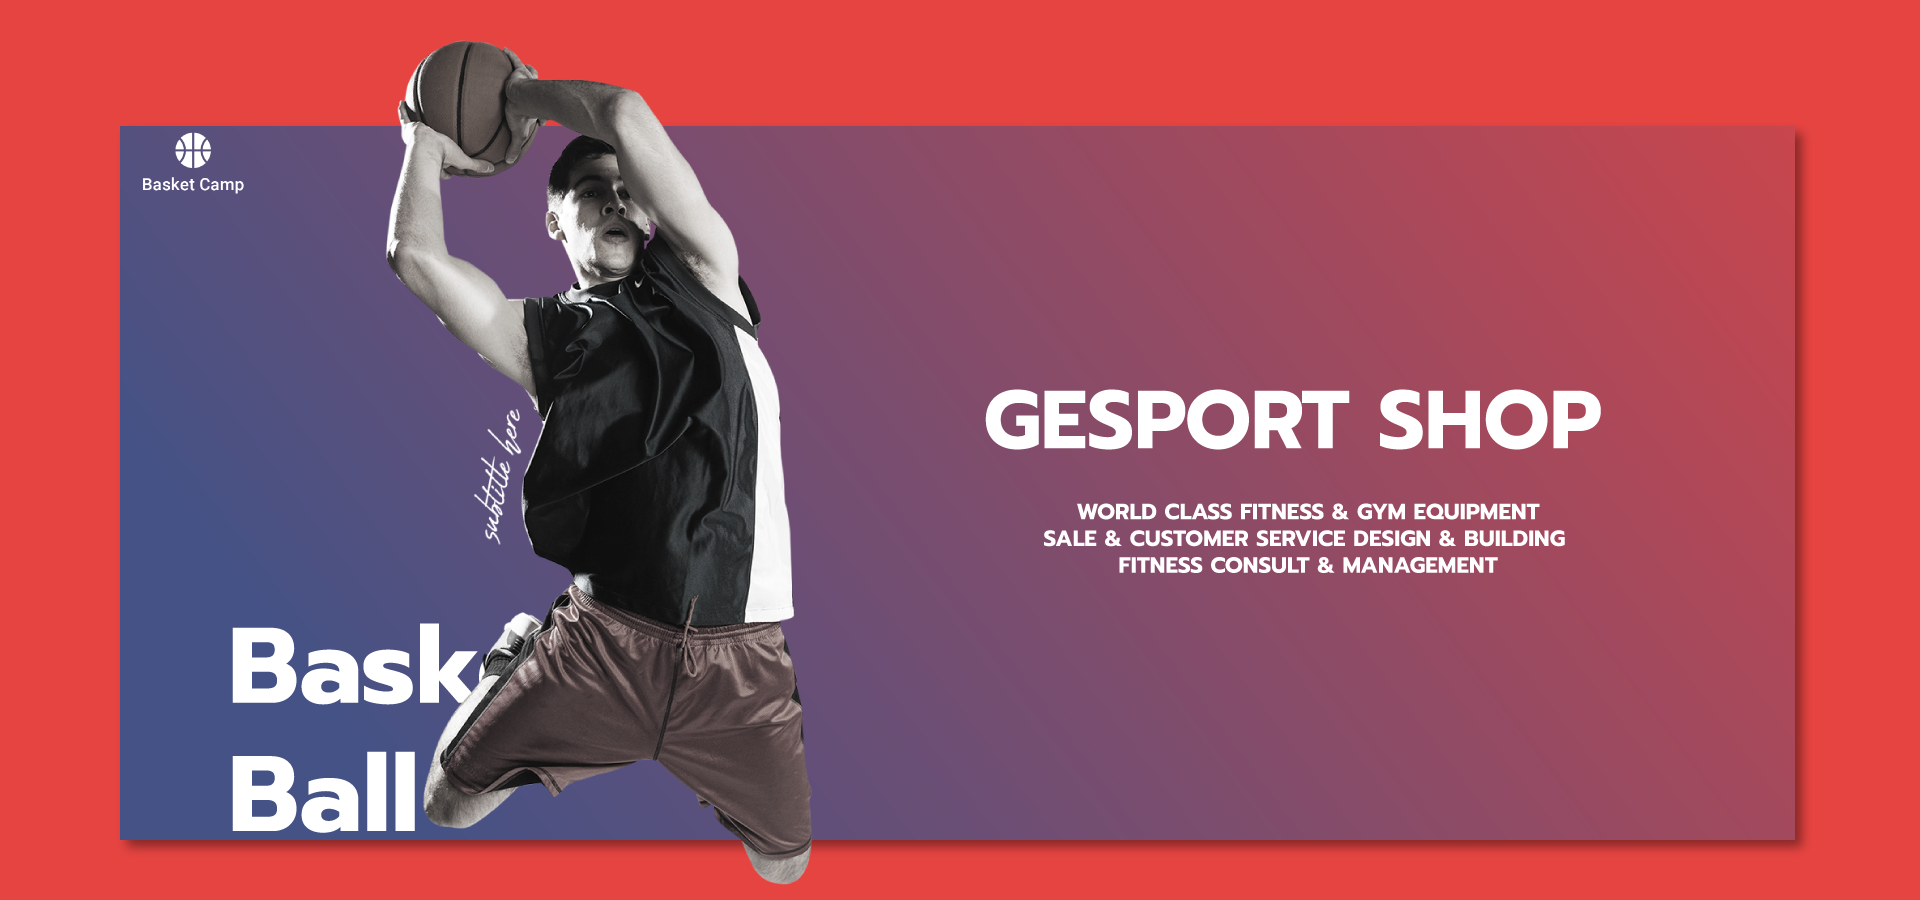 Basket Camp
subtitle here
Bask
Ball
GESPORT SHOP
WORLD CLASS FITNESS & GYM EQUIPMENT
SALE & CUSTOMER SERVICE DESIGN & BUILDING
FITNESS CONSULT & MANAGEMENT